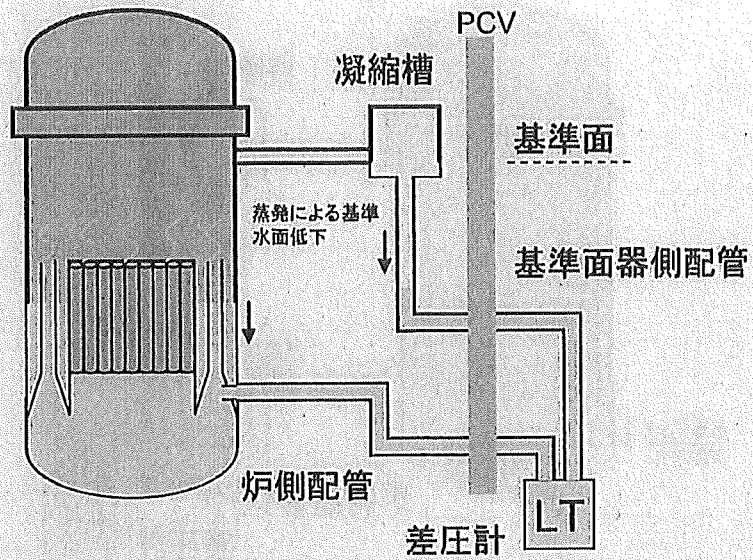 PCV
凝縮槽
基準面
蒸発による基準
水面低下
基準面器側配管
炉側配管
差圧計
LT